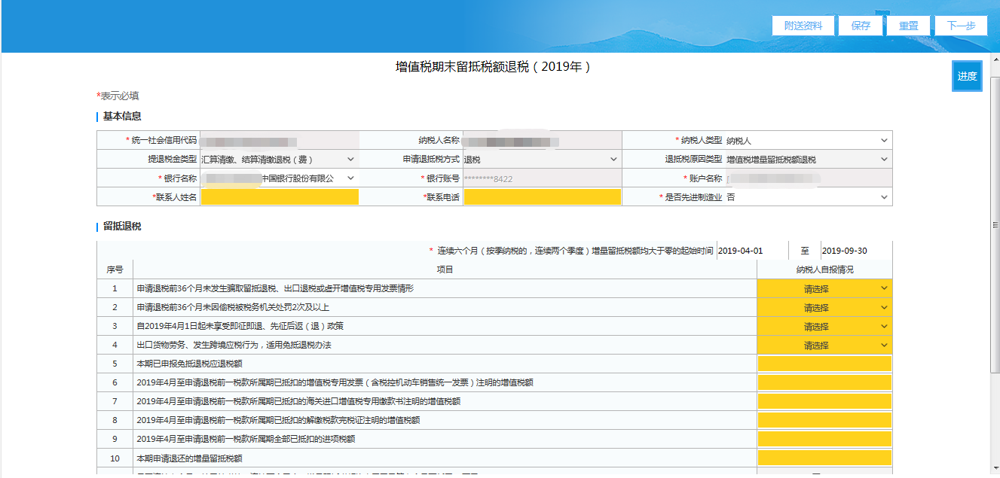 附送资料 保存 重置 下一步
增值税期末留抵税额退税（2019年）
进度
*表示必填
基本信息
* 统一社会信用代码 纳税人名称 * 纳税人类型 纳税人
提退税金类型 汇算清缴、结算清缴退税（费） 申请退抵税方式 退税 退抵税原因类型 增值税增量留抵税额退税
* 银行名称 中国银行股份有限公 * 银行账号 ********8422 * 账户名称
*联系人姓名 *联系电话 * 是否先进制造业 否
留抵退税
* 连续六个月（按季纳税的，连续两个季度）增量留抵税额均大于零的起始时间 2019-04-01 至 2019-09-30
序号 项目 纳税人自报情况
1 申请退税前36个月未发生骗取留抵退税、出口退税或虚开增值税专用发票情形 请选择
2 申请退税前36个月未因偷税被税务机关处罚2次及以上 请选择
3 自2019年4月1日起未享受即征即退、先征后返（退）政策 请选择
4 出口货物劳务、发生跨境应税行为，适用免抵退税办法 请选择
5 本期已申报免抵退税应退税额
6 2019年4月至申请退税前一税款所属期已抵扣的增值税专用发票（含税控机动车销售统一发票）注明的增值税额
7 2019年4月至申请退税前一税款所属期已抵扣的海关进口增值税专用缴款书注明的增值税额
8 2019年4月至申请退税前一税款所属期已抵扣的解缴税款完税证注明的增值税额
9 2019年4月至申请退税前一税款所属期全部已抵扣的进项税额
10 本期申请退还的增量留抵税额